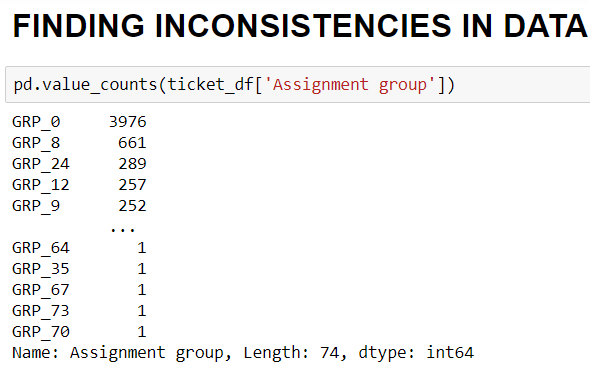 FINDING INCONSISTENCIES IN DATA
pd.value_counts(ticket_df['Assignment group'])
GRP_0 3976
GRP_8 661
GRP_24 289
GRP_12 257
GRP_9 252
...
GRP_64 1
GRP_35 1
GRP_67 1
GRP_73 1
GRP_70 1
Name: Assignment group, Length: 74, dtype: int64